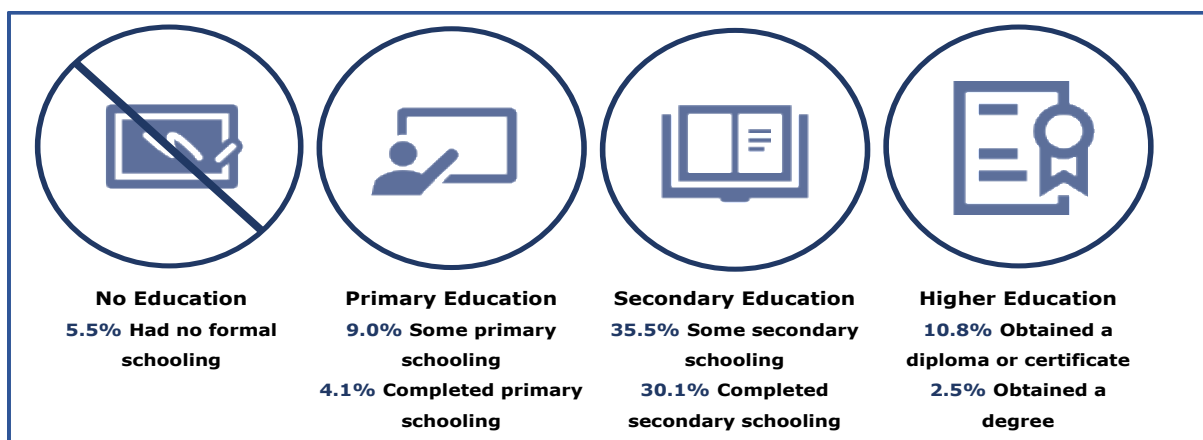 No Education
5.5% Had no formal
schooling
Primary Education
9.0% Some primary
schooling
4.1% Completed primary
schooling
Secondary Education
35.5% Some secondary
schooling
30.1% Completed
secondary schooling
Higher Education
10.8% Obtained a
diploma or certificate
2.5% Obtained a
degree